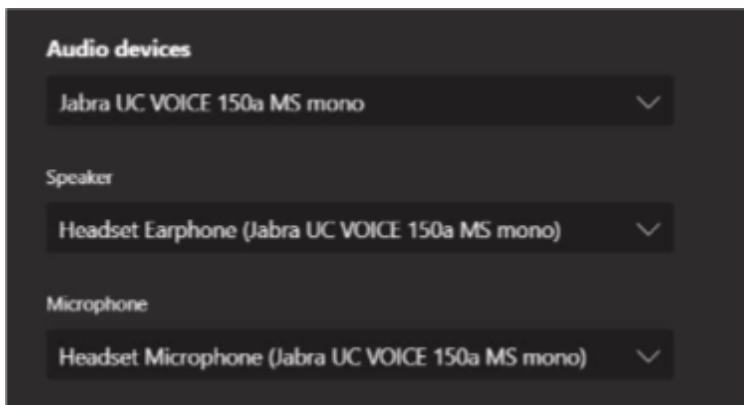 Audio devices
Jabra UC VOICE 150a MS mono
Speaker
Headset Earphone (Jabra UC VOICE 150a MS mono)
Microphone
Headset Microphone (Jabra UC VOICE 150a MS mono)